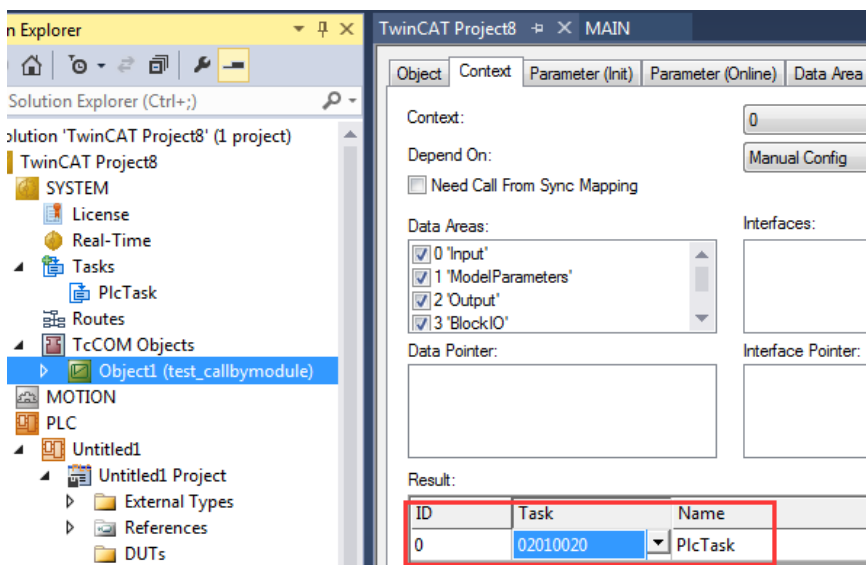 n Explorer
Solution Explorer (Ctrl+;)
olution 'TwinCAT Project8' (1 project)
TwinCAT Project8
SYSTEM
License
Real-Time
Tasks
PlcTask
Routes
TcCOM Objects
Object1 (test_callbymodule)
MOTION
PLC
Untitled1
Untitled1 Project
External Types
References
DUTs
TwinCAT Project8 MAIN
Object Context Parameter (Init) Parameter (Online) Data Area
Context: 0
Depend On: Manual Config
Need Call From Sync Mapping
Data Areas: Interfaces:
0 'Input'
1 'ModelParameters'
2 'Output'
3 'BlockIO'
Data Pointer: Interface Pointer:
Result:
ID Task Name
0 02010020 PlcTask